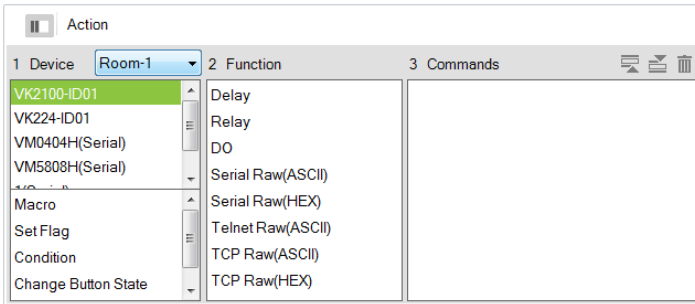 Action
1 Device
Room-1
2 Function
3 Commands
VK2100-ID01
VK224-ID01
VM0404H(Serial)
VM5808H(Serial)
Macro
Set Flag
Condition
Change Button State
Delay
Relay
DO
Serial Raw(ASCII)
Serial Raw(HEX)
Telnet Raw(ASCII)
TCP Raw(ASCII)
TCP Raw(HEX)